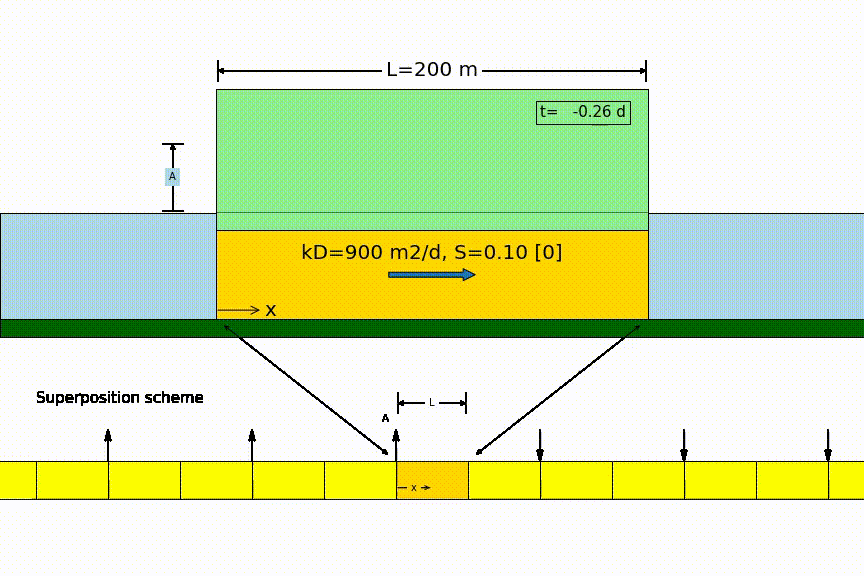 L=200 m
t=   -0.26 d
A
kD=900 m2/d, S=0.10 [0]
x
Superposition scheme
L
A
x